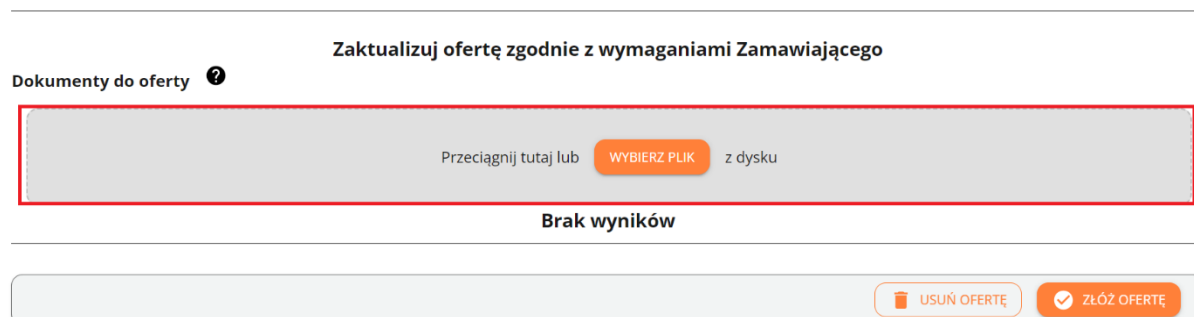 Zaktualizuj ofertę zgodnie z wymaganiami Zamawiającego
Dokumenty do oferty ?
Przeciągnij tutaj lub WYBIERZ PLIK z dysku
Brak wyników
USUŃ OFERTĘ ZŁÓŻ OFERTĘ